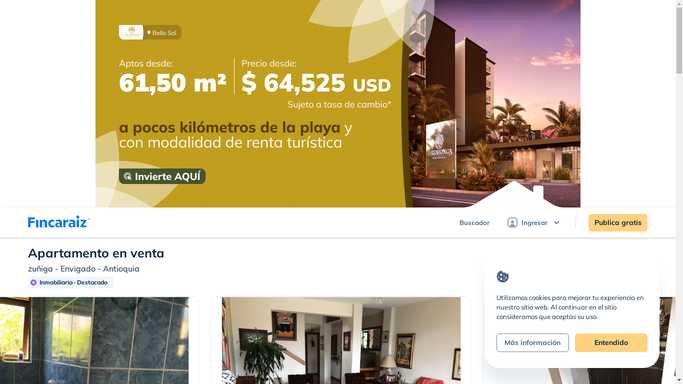 Bello Sol
Aptos desde:
61,50 m²
Precio desde:
$ 64,525 USD
Sujeto a tasa de cambio*
a pocos kilómetros de la playa y
con modalidad de renta turística
Invierte AQUÍ
Fincaraiz
Buscador
Ingresar
Publica gratis
Apartamento en venta
zuñiga - Envigado - Antioquia
Inmobiliaria · Destacado
Utilizamos cookies para mejorar tu experiencia en
nuestro sitio web. Al continuar en el sitio
consideramos que aceptas su uso.
Más información
Entendido